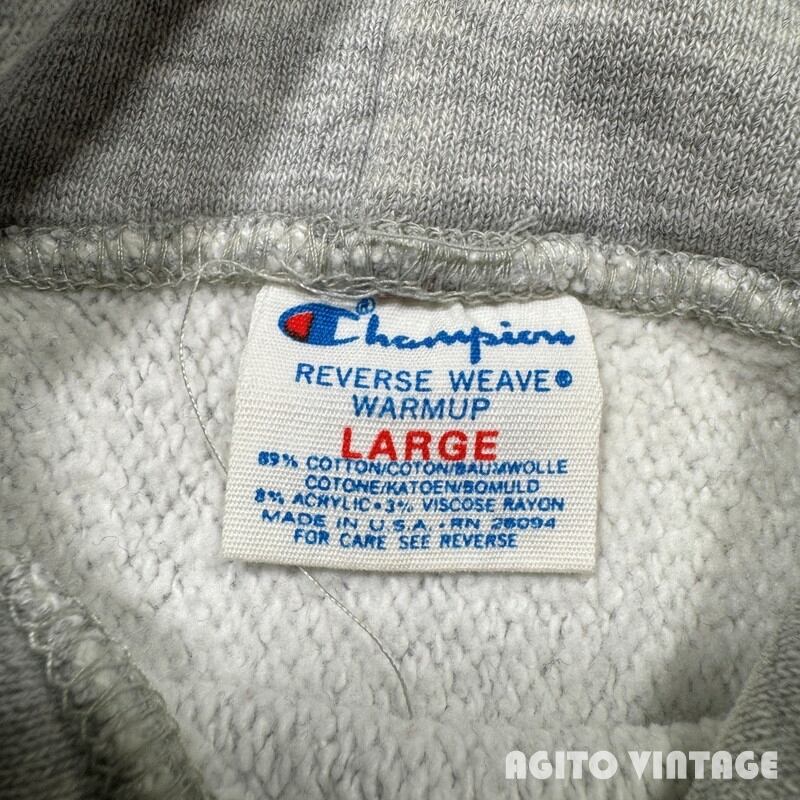 Champion®
REVERSE WEAVE®
WARMUP
LARGE
89% COTTON/COTON/BAUMWOLLE
COTONE/KATOEN/BOMULD
8% ACRYLIC • 3% VISCOSE RAYON
MADE IN U.S.A. • RN 26094
FOR CARE SEE REVERSE
AGITO VINTAGE